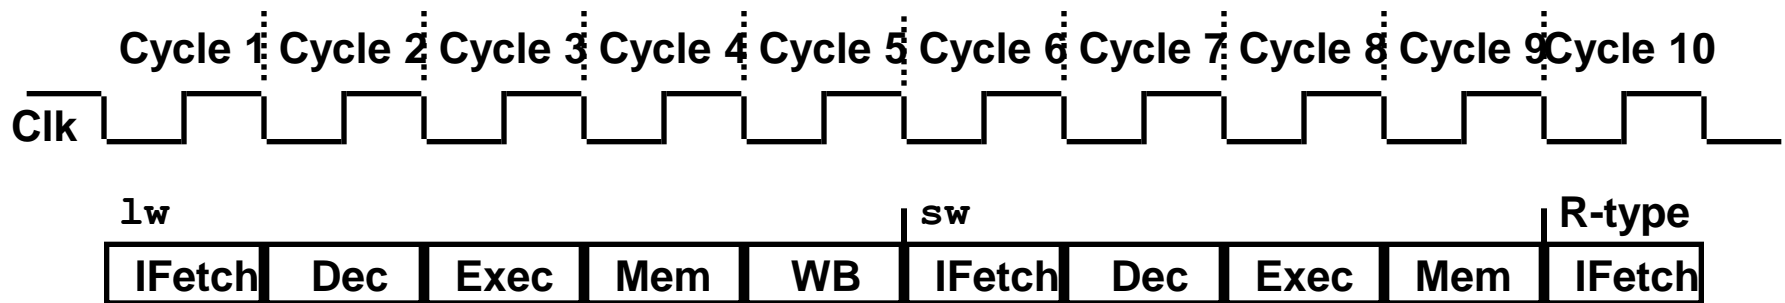 Cycle 1 Cycle 2 Cycle 3 Cycle 4 Cycle 5 Cycle 6 Cycle 7 Cycle 8 Cycle 9 Cycle 10
Clk
lw sw R-type
IFetch Dec Exec Mem WB IFetch Dec Exec Mem IFetch